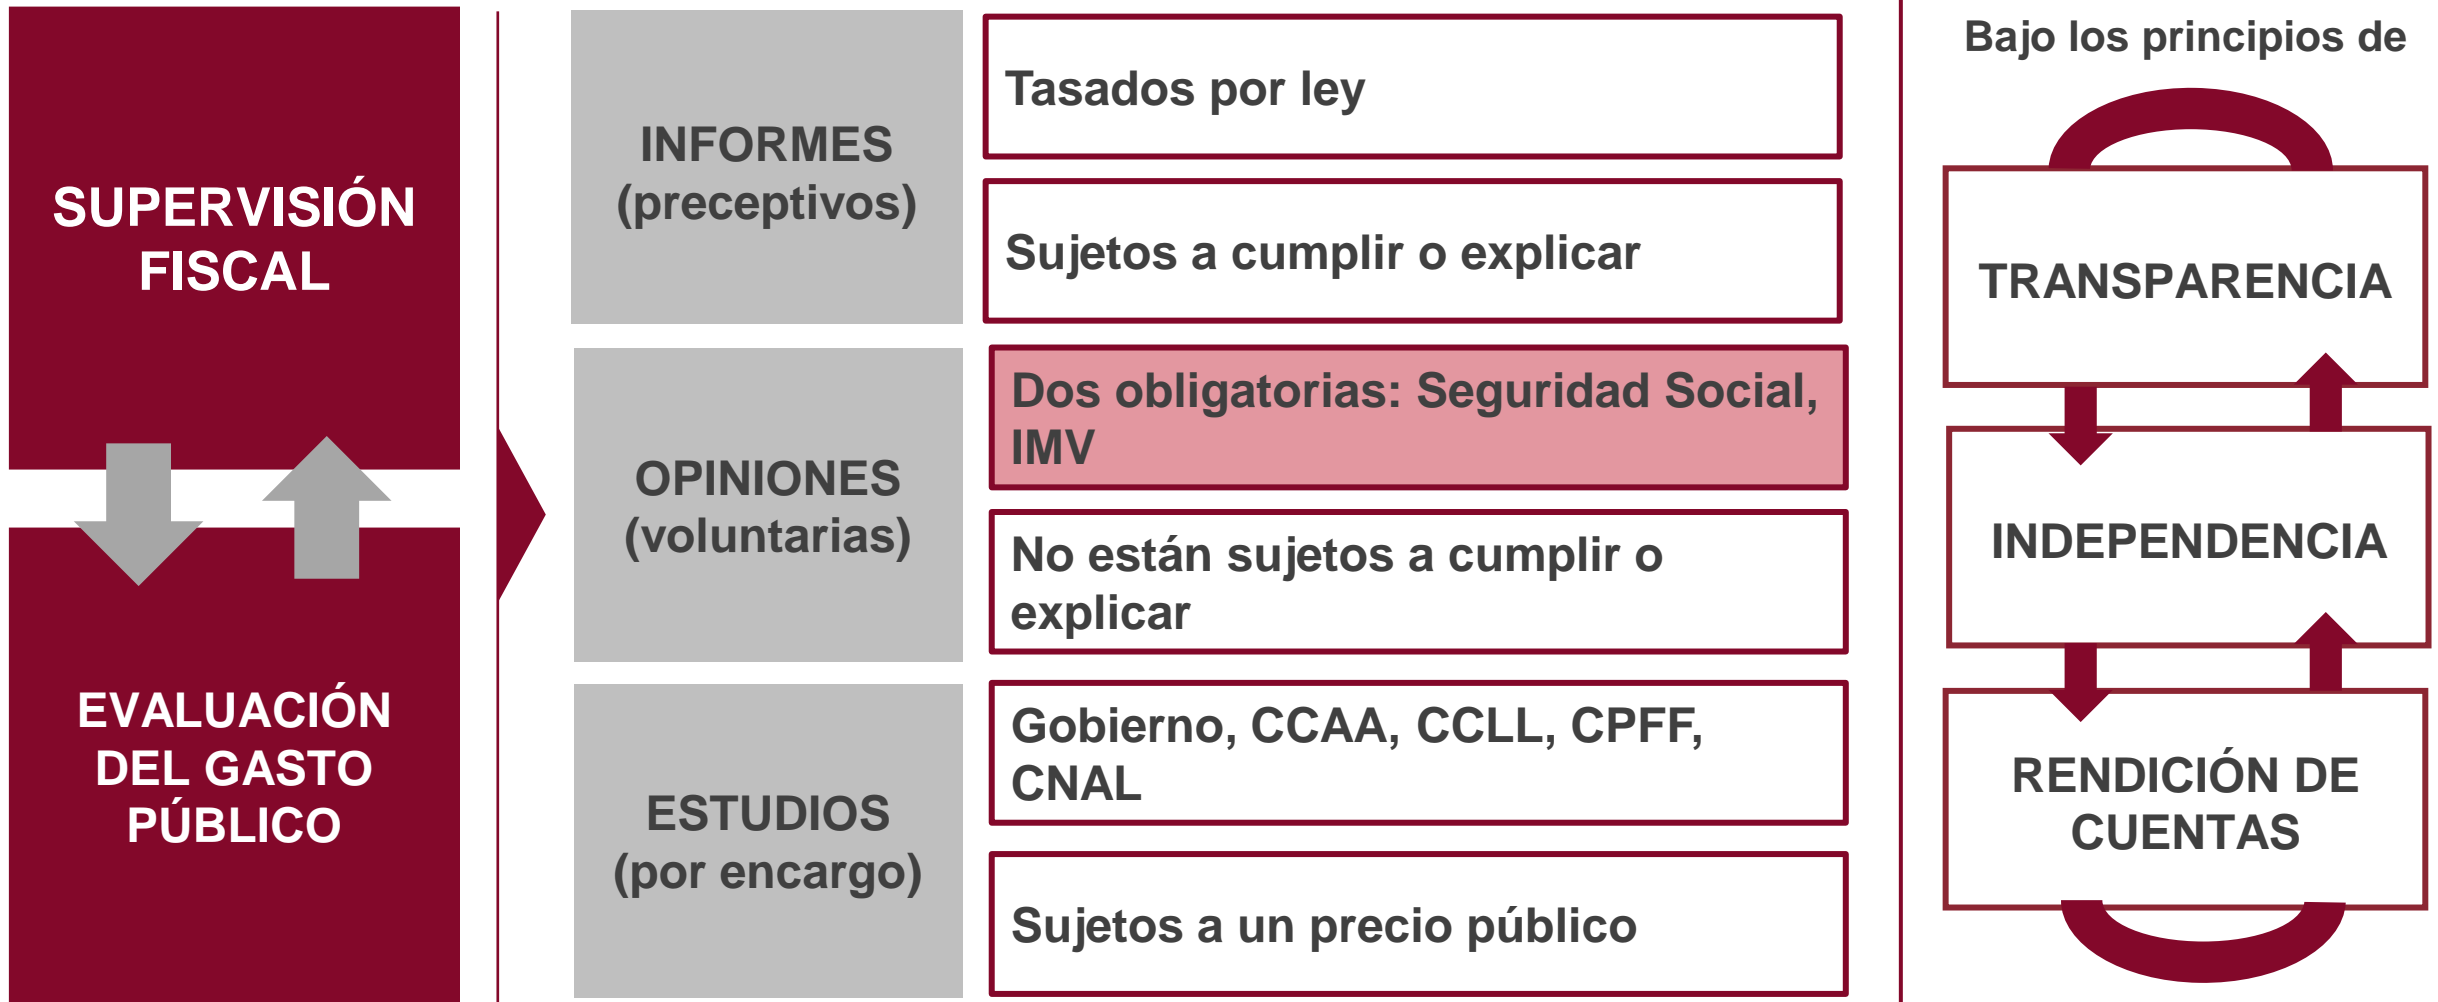 SUPERVISIÓN
FISCAL
EVALUACIÓN
DEL GASTO
PÚBLICO
INFORMES
(preceptivos)
Tasados por ley
Sujetos a cumplir o explicar
OPINIONES
(voluntarias)
Dos obligatorias: Seguridad Social,
IMV
No están sujetos a cumplir o
explicar
ESTUDIOS
(por encargo)
Gobierno, CCAA, CCLL, CPFF,
CNAL
Sujetos a un precio público
Bajo los principios de
TRANSPARENCIA
INDEPENDENCIA
RENDICIÓN DE
CUENTAS